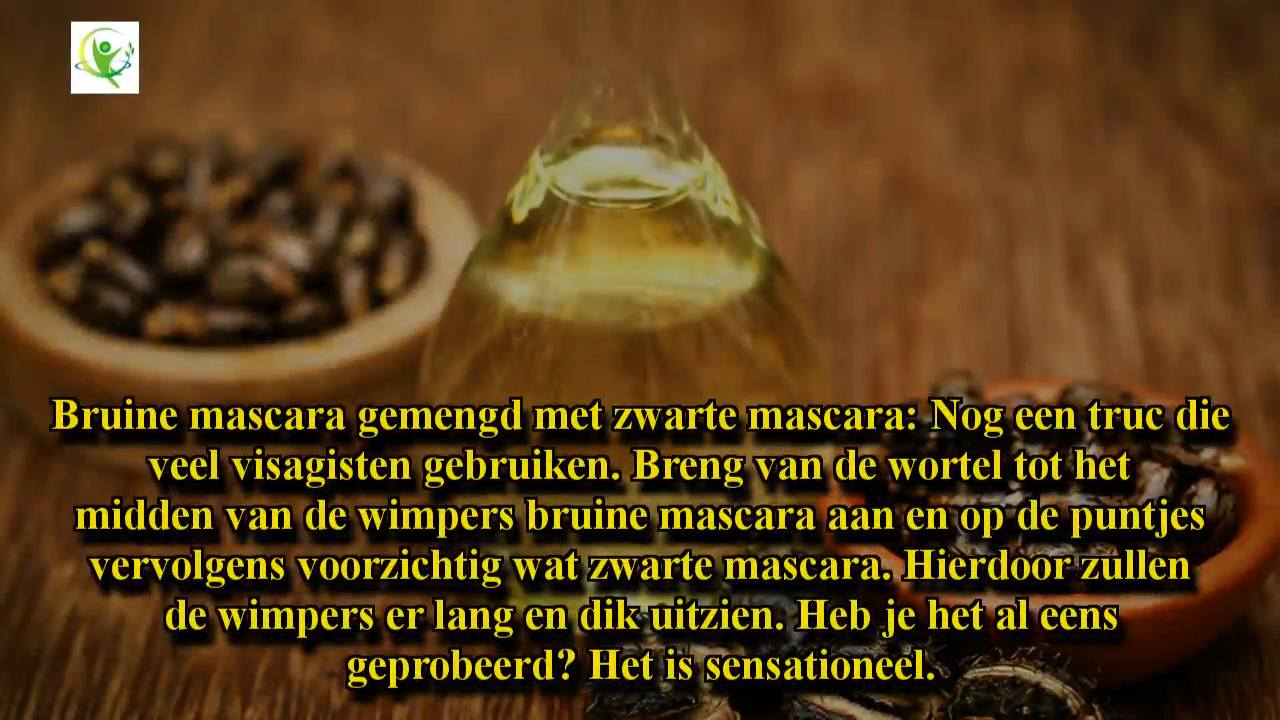 Bruine mascara gemengd met zwarte mascara: Nog een truc die
veel visagisten gebruiken. Breng van de wortel tot het
midden van de wimpers bruine mascara aan en op de puntjes
vervolgens voorzichtig wat zwarte mascara. Hierdoor zullen
de wimpers er lang en dik uitzien. Heb je het al eens
geprobeerd? Het is sensationeel.